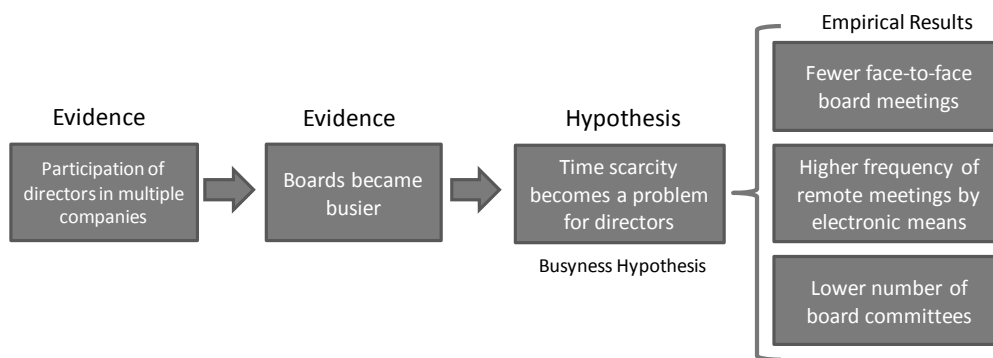 Evidence
Participation of
directors in multiple
companies
Evidence
Boards became
busier
Hypothesis
Time scarcity
becomes a problem
for directors
Busyness Hypothesis
Empirical Results
Fewer face-to-face
board meetings
Higher frequency of
remote meetings by
electronic means
Lower number of
board committees